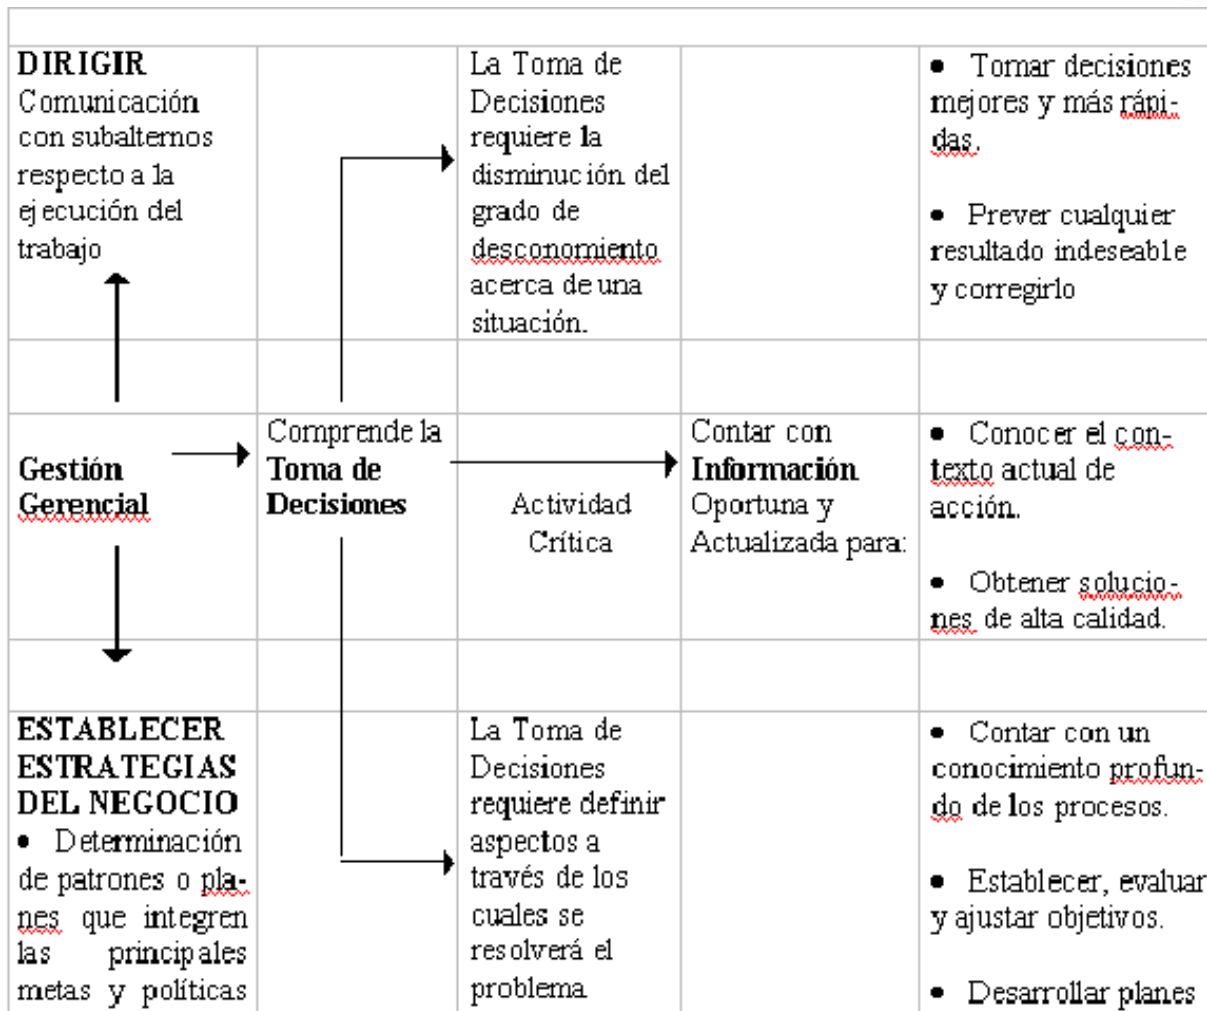 DIRIGIR
Comunicación
con subalternos
respecto a la
ejecución del
trabajo
La Toma de
Decisiones
requiere la
disminución del
grado de
desconomiento
acerca de una
situación.
• Tomar decisiones
mejores y más rápi-
das.
• Prever cualquier
resultado indeseable
y corregirlo
Gestión
Gerencial
Comprende la
Toma de
Decisiones
Actividad
Crítica
Contar con
Información
Oportuna y
Actualizada para:
• Conocer el con-
texto actual de
acción.
• Obtener solucio-
nes de alta calidad.
ESTABLECER
ESTRATEGIAS
DEL NEGOCIO
• Determinación
de patrones o pla-
nes que integren
las principales
metas y políticas
La Toma de
Decisiones
requiere definir
aspectos a
través de los
cuales se
resolverá el
problema
• Contar con un
conocimiento profun-
do de los procesos.
• Establecer, evaluar
y ajustar objetivos.
• Desarrollar planes